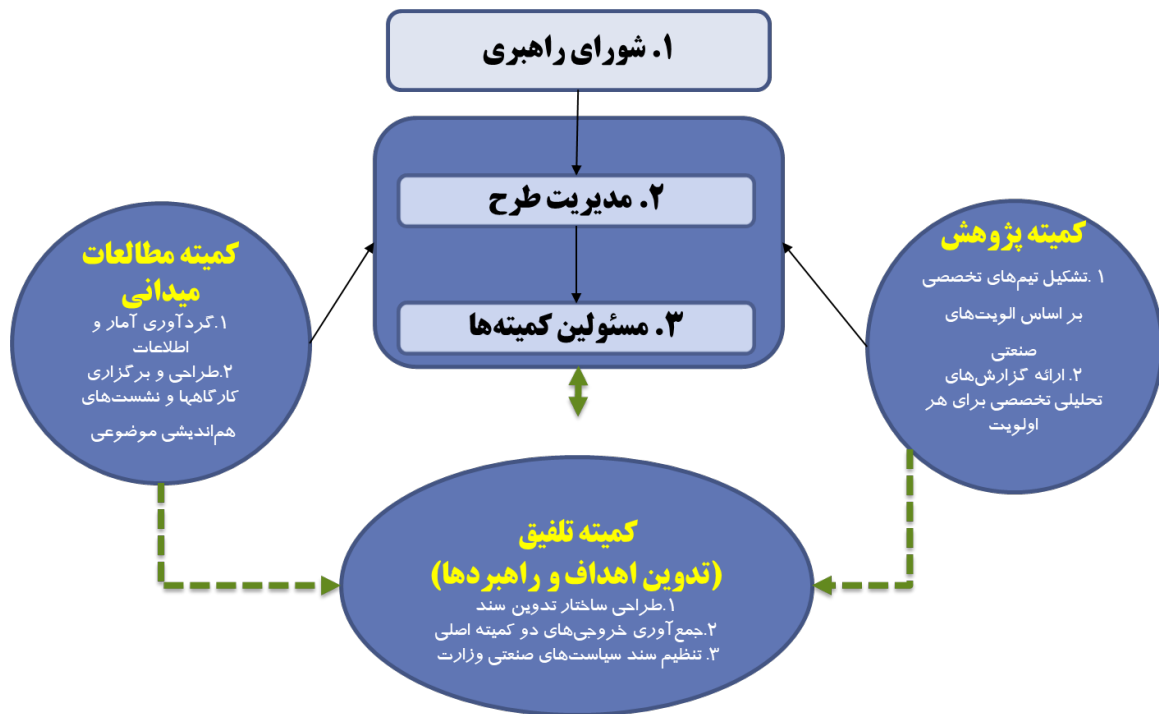 ۱. شورای راهبری
۲. مدیریت طرح
۳. مسئولین کمیته‌ها
کمیته پژوهش
۱ .تشکیل تیم‌های تخصصی
بر اساس الویت‌های
صنعتی
۲. ارائه گزارش‌های
تحلیلی تخصصی برای هر
اولویت
کمیته مطالعات
میدانی
۱.گردآوری آمار و
اطلاعات
۲.طراحی و برگزاری
کارگاهها و نشست‌های
هم‌اندیشی موضوعی
کمیته تلفیق
(تدوین اهداف و راهبردها)
۱.طراحی ساختار تدوین سند
۲.جمع‌آوری خروجی‌های دو کمیته اصلی
۳. تنظیم سند سیاست‌های صنعتی وزارت